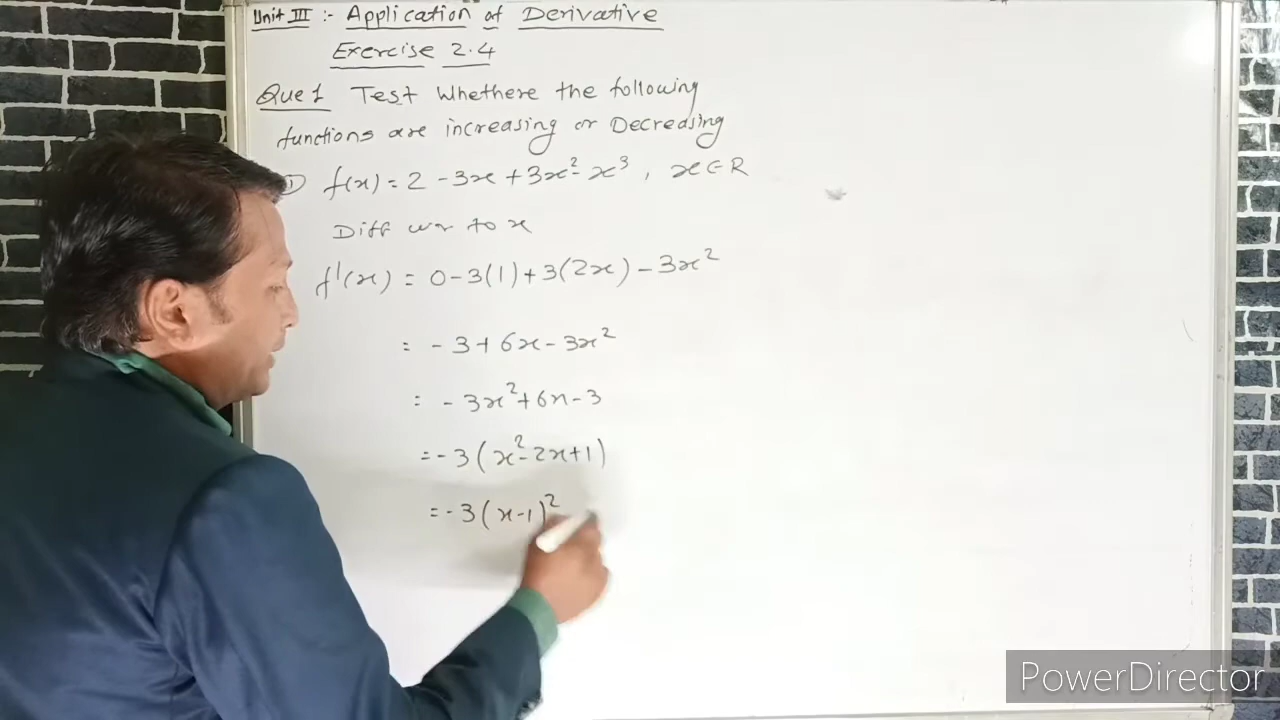 Unit III :- Application of Derivative
Exercise 2.4
Que 1 Test Whethere the following
functions are increasing or Decreasing
① f(x) = 2 - 3x + 3x² - x³ , x ∈ R
Diff wr to x
f'(x) = 0 - 3(1) + 3(2x) - 3x²
= - 3 + 6x - 3x²
= - 3x² + 6x - 3
= - 3(x² - 2x + 1)
= - 3(x - 1)²
PowerDirector